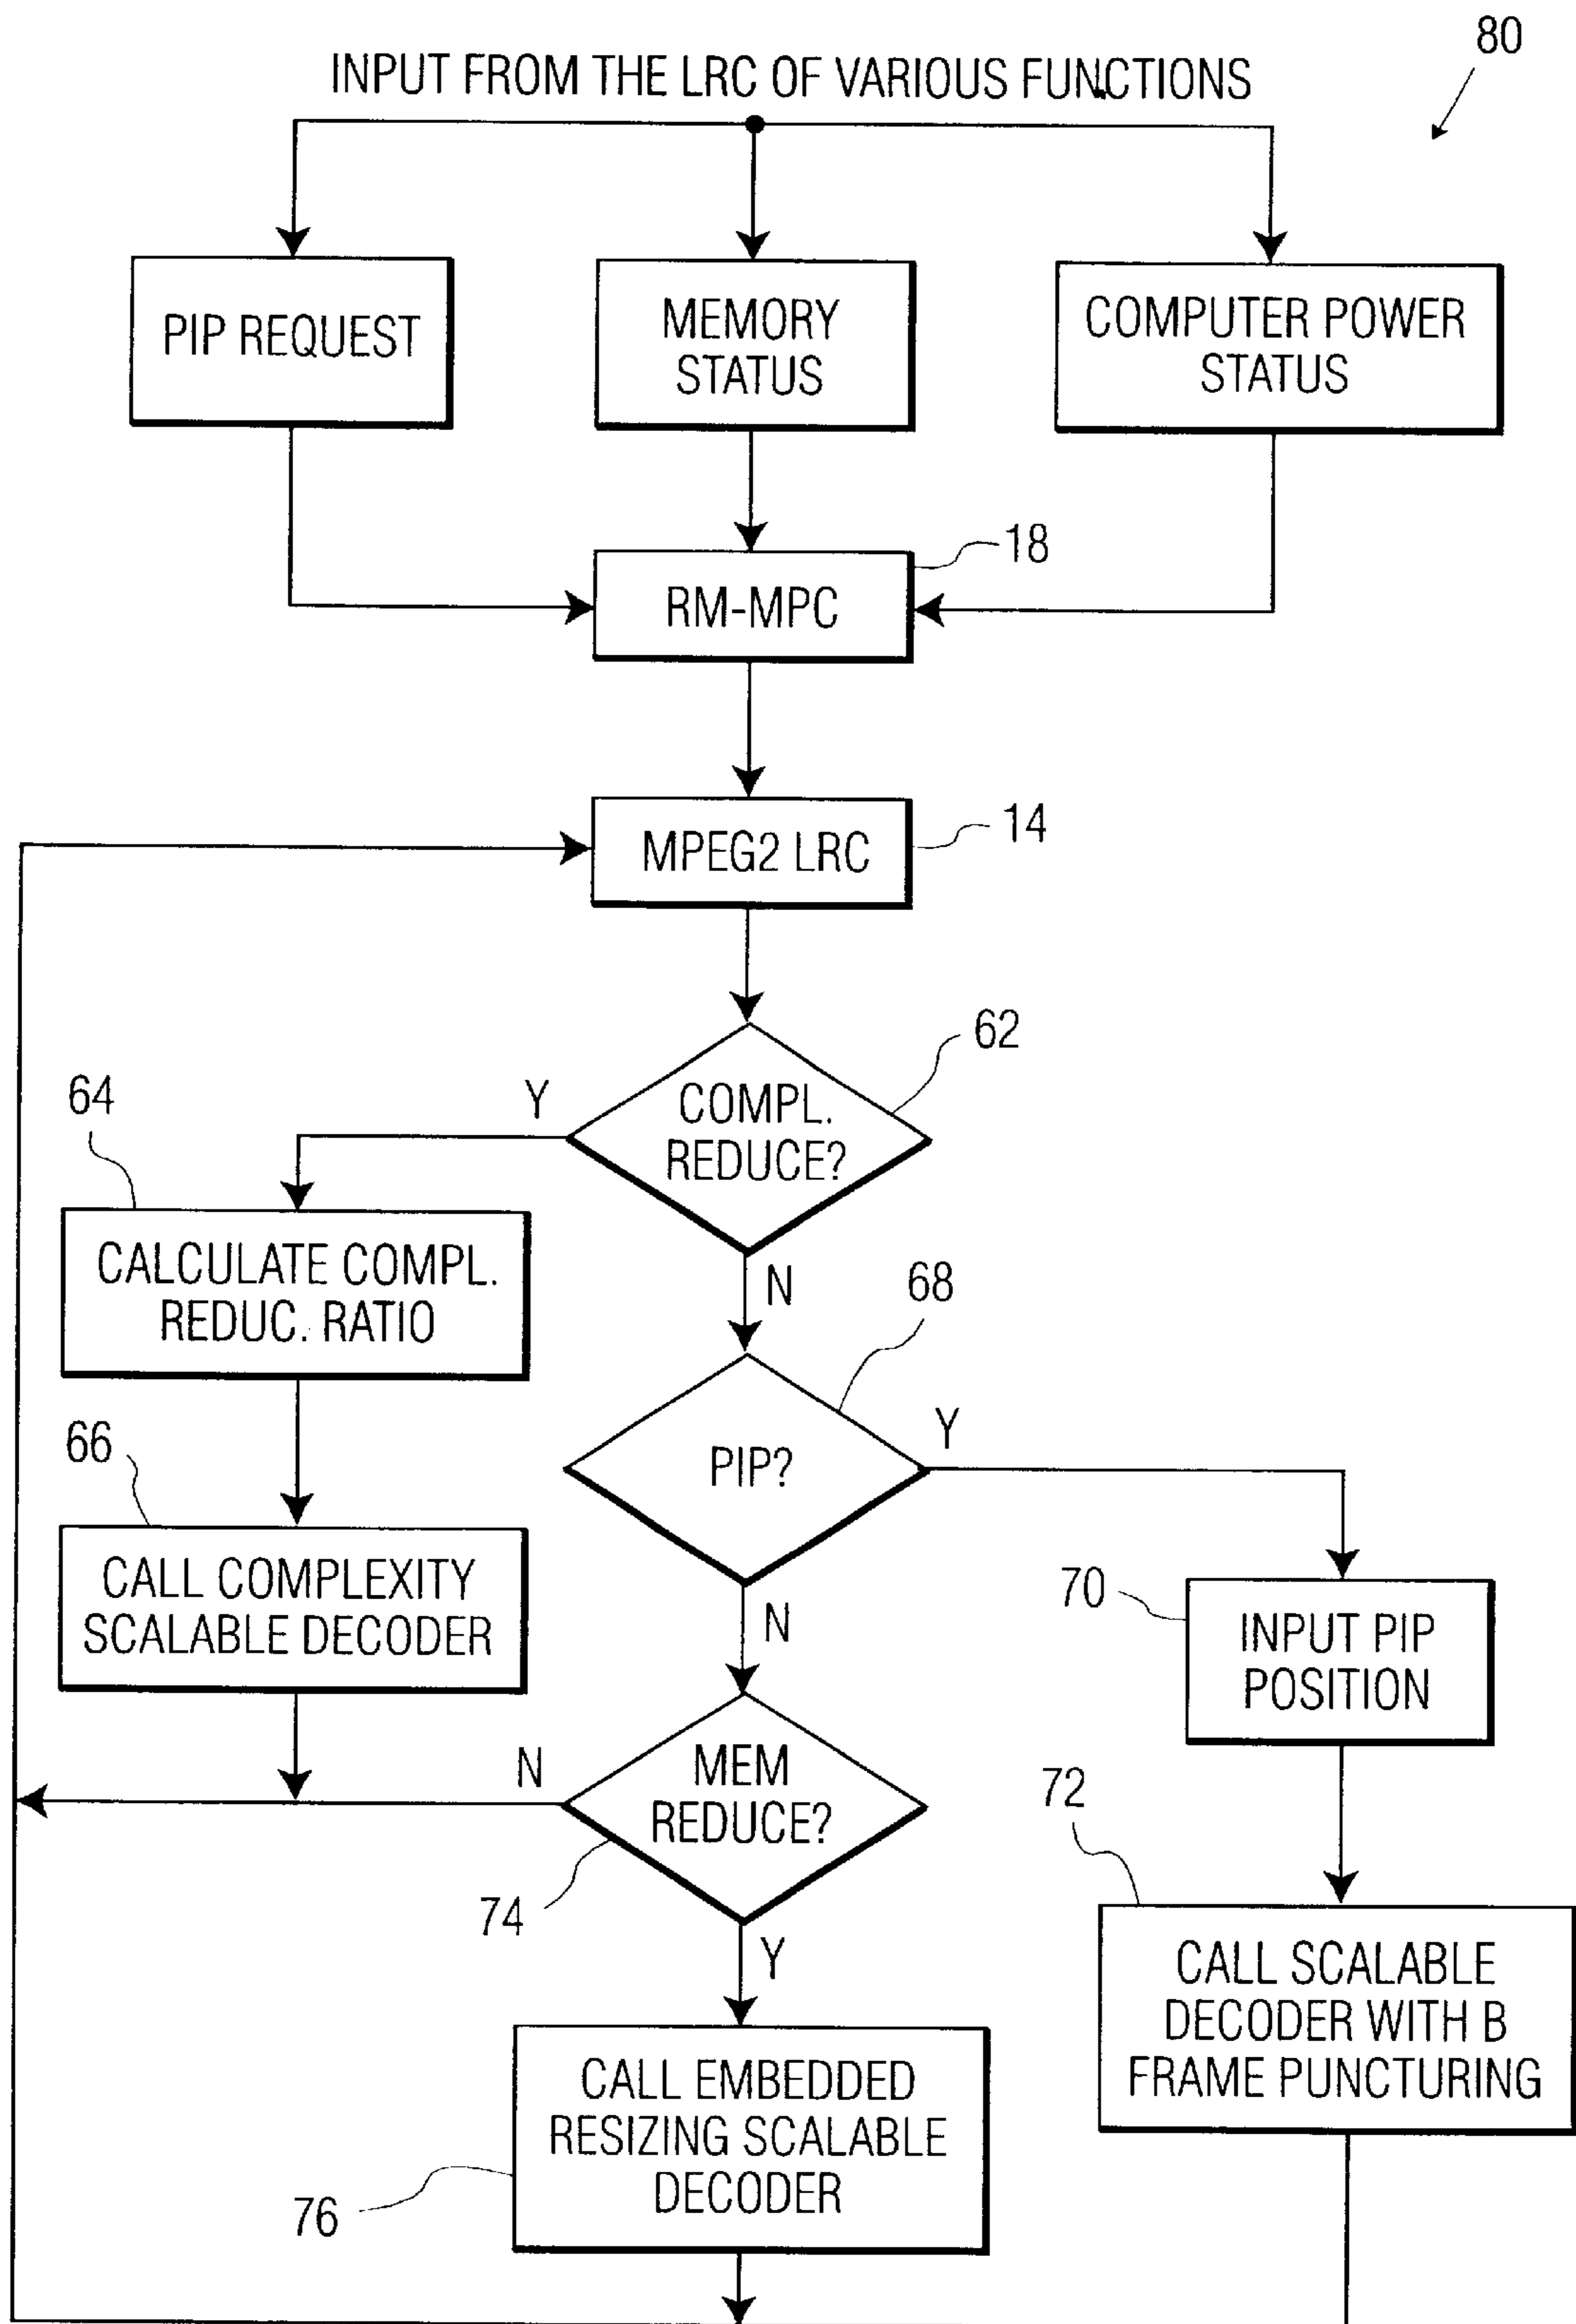 80
INPUT FROM THE LRC OF VARIOUS FUNCTIONS
PIP REQUEST
MEMORY
STATUS
COMPUTER POWER
STATUS
18
RM-MPC
14
MPEG2 LRC
62
COMPL.
REDUCE?
Y
64
CALCULATE COMPL.
REDUC. RATIO
N
68
66
PIP?
Y
CALL COMPLEXITY
SCALABLE DECODER
N
70
INPUT PIP
POSITION
MEM
REDUCE?
N
72
74
Y
CALL SCALABLE
DECODER WITH B
FRAME PUNCTURING
CALL EMBEDDED
RESIZING SCALABLE
DECODER
76